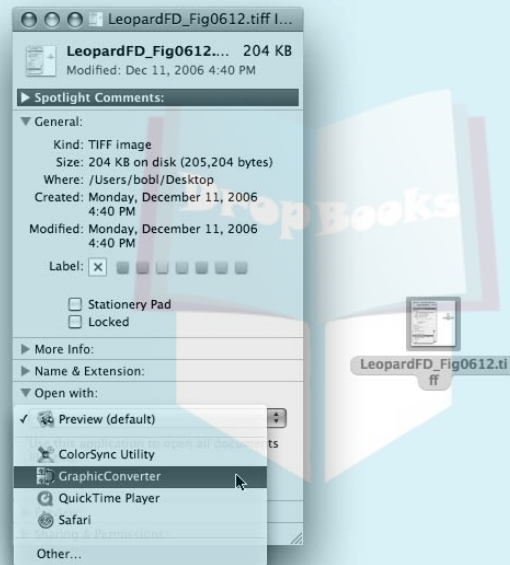 LeopardFD_Fig0612.tiff I...
LeopardFD_Fig0612.... 204 KB
Modified: Dec 11, 2006 4:40 PM
Spotlight Comments:
General:
Kind: TIFF image
Size: 204 KB on disk (205,204 bytes)
Where: /Users/bobl/Desktop
Created: Monday, December 11, 2006
4:40 PM
Modified: Monday, December 11, 2006
4:40 PM
Label:
Stationery Pad
Locked
More Info:
Name & Extension:
Open with:
Preview (default)
ColorSync Utility
GraphicConverter
QuickTime Player
Safari
Sharing & Permissions:
Other...
DropBooks
LeopardFD_Fig0612.ti
ff